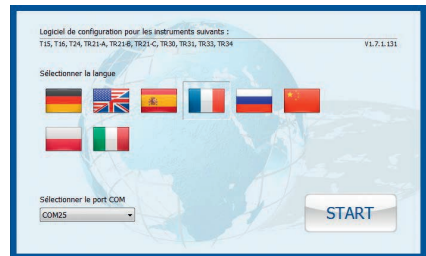 Logiciel de configuration pour les instruments suivants :
T15, T16, T24, TR21-A, TR21-B, TR21-C, TR30, TR31, TR33, TR34
V1.7.1.131
Sélectionner la langue
Sélectionner le port COM
COM25
START